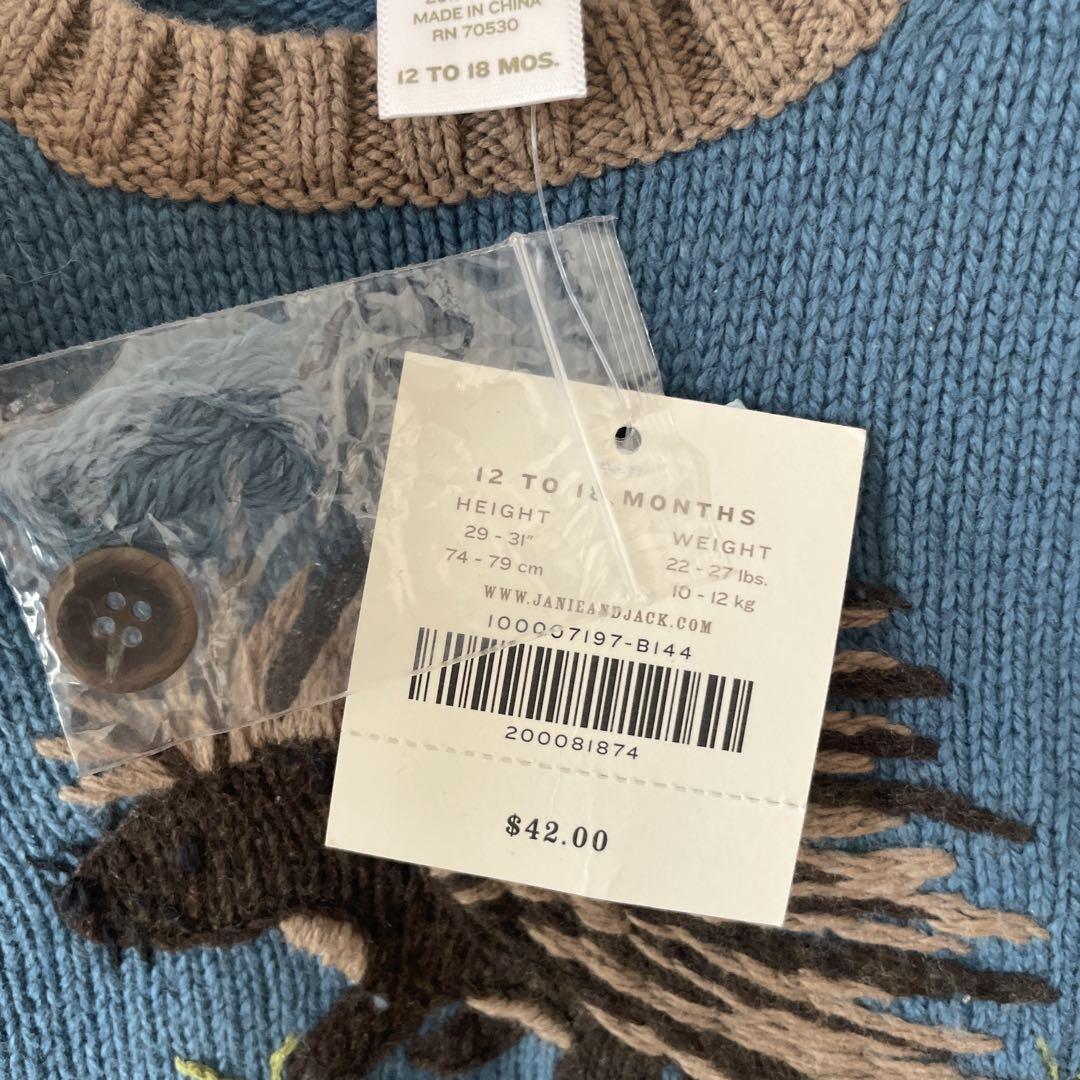 MADE IN CHINA
RN 70530
12 TO 18 MOS.
12 TO 18 MONTHS
HEIGHT WEIGHT
29 - 31" 22 - 27 lbs.
74 - 79 cm 10 - 12 kg
WWW.JANIEANDJACK.COM
100007197-B144
200081874
$42.00